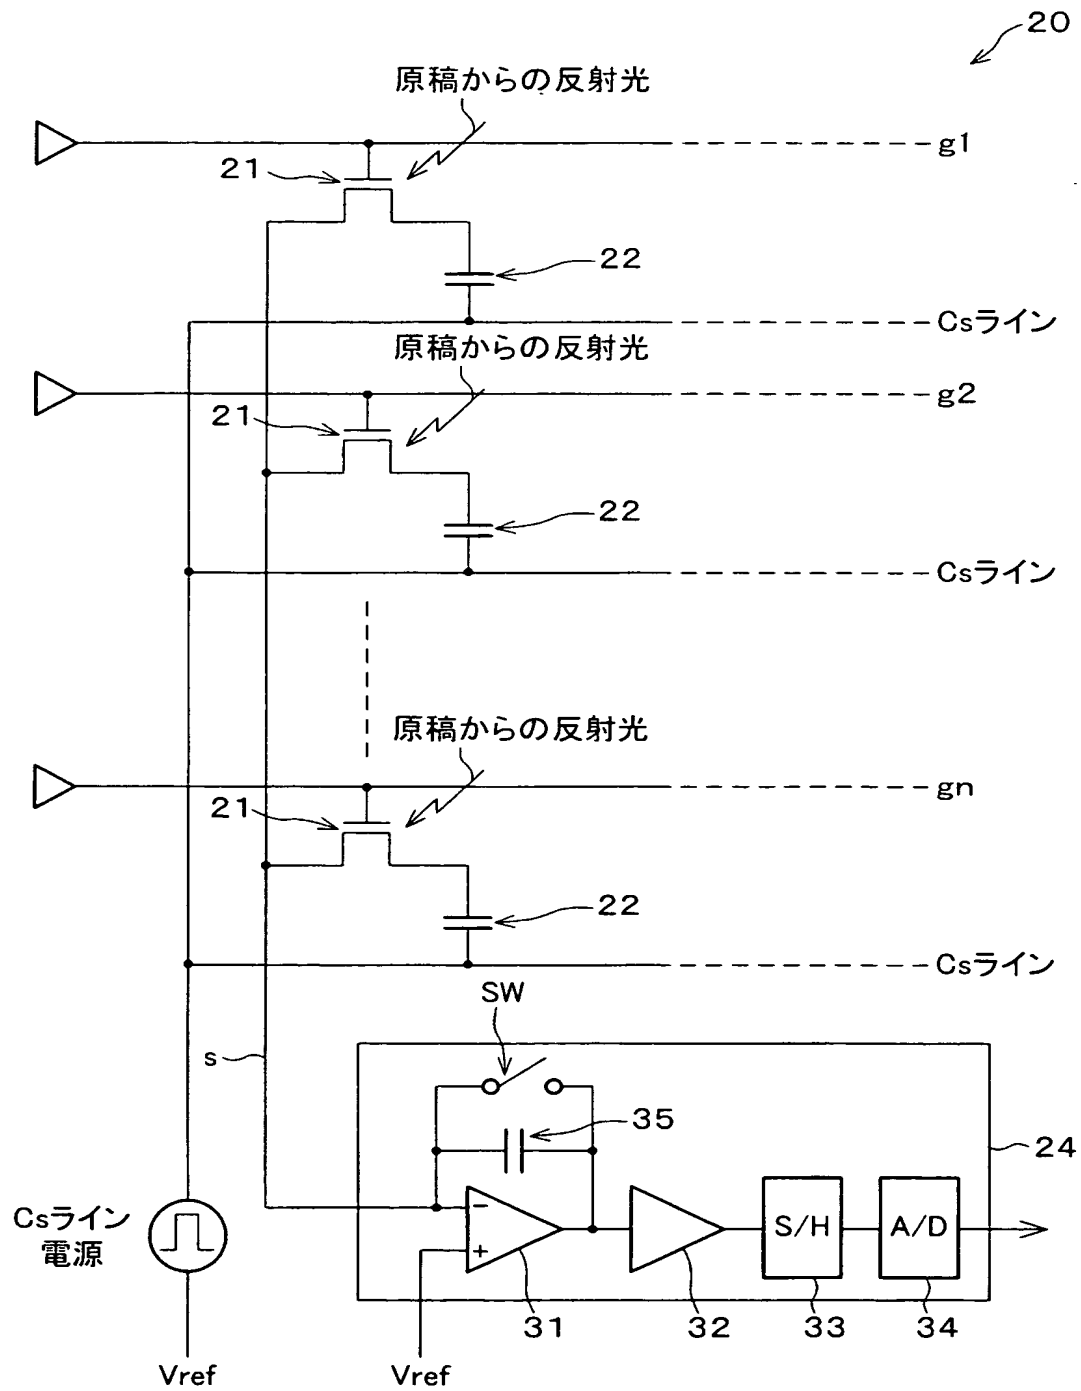 20
原稿からの反射光
g1
21
22
Csライン
原稿からの反射光
g2
21
22
Csライン
原稿からの反射光
gn
21
22
Csライン
SW
s
35
24
Csライン
電源
−
+
S/H
A/D
31
32
33
34
Vref
Vref